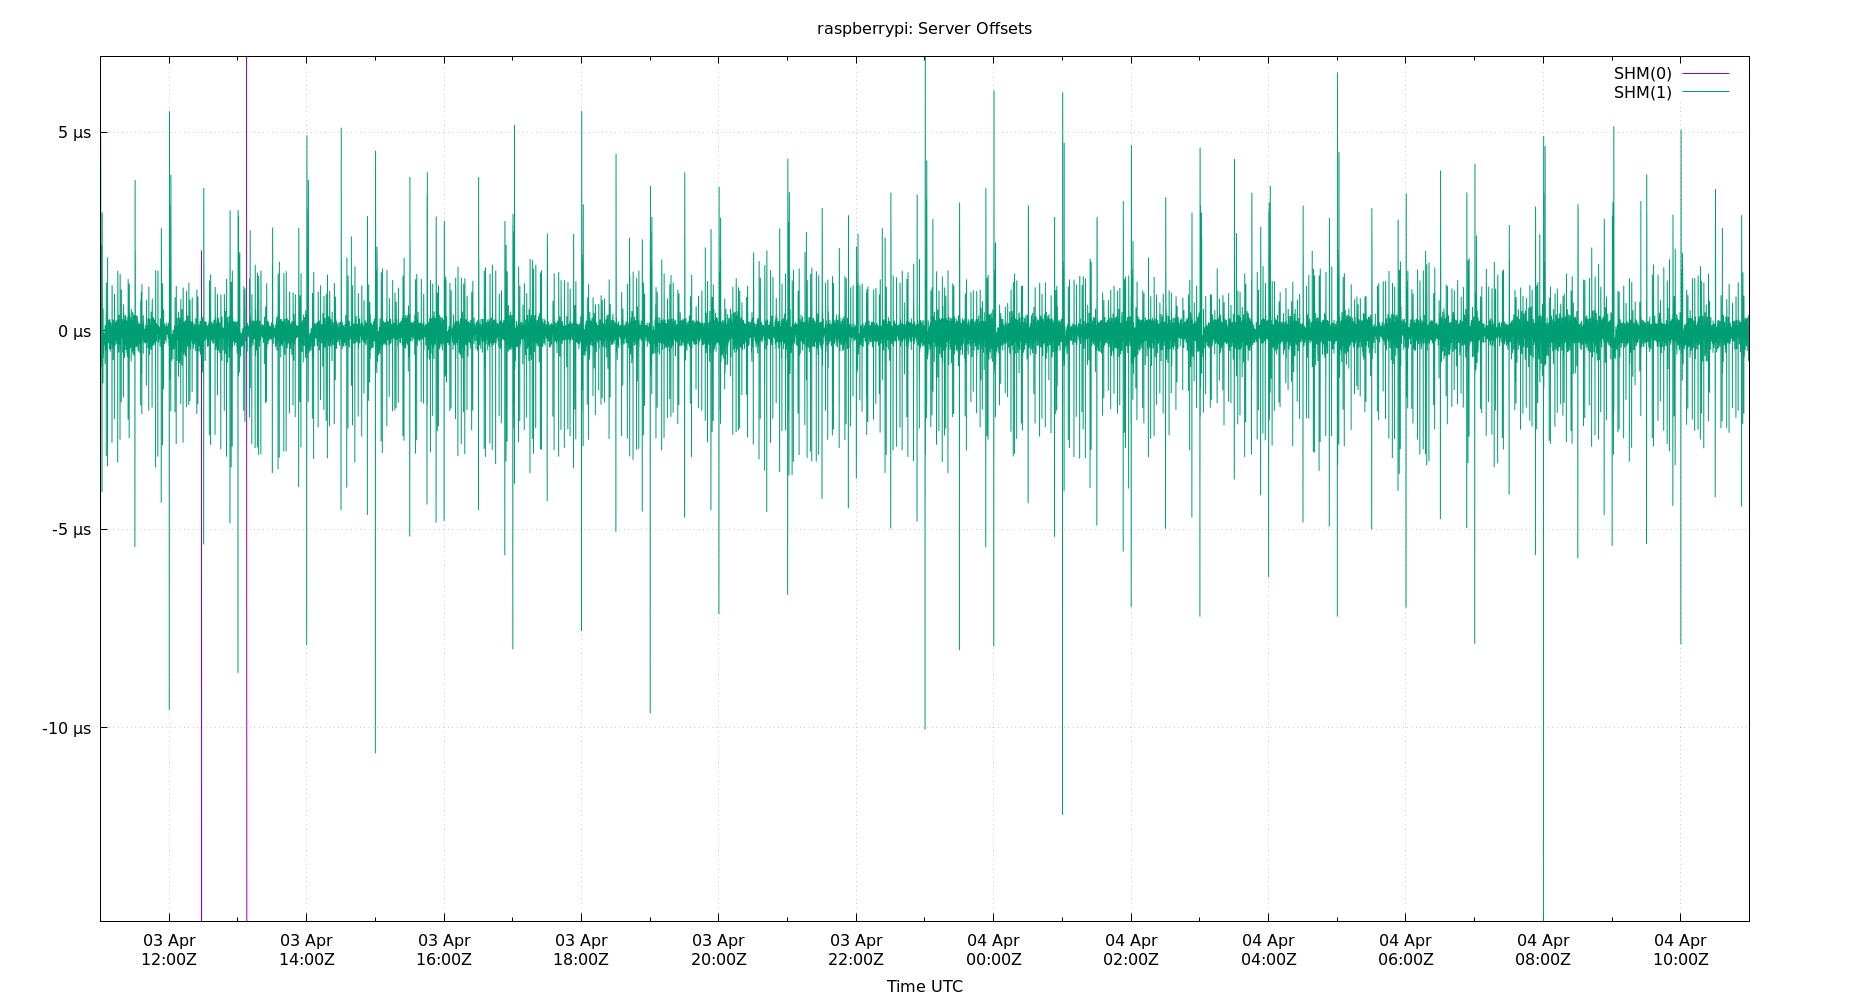 raspberrypi: Server Offsets
SHM(0)
SHM(1)
5 µs
0 µs
-5 µs
-10 µs
03 Apr 03 Apr 03 Apr 03 Apr 03 Apr 03 Apr 04 Apr 04 Apr 04 Apr 04 Apr 04 Apr 04 Apr
12:00Z 14:00Z 16:00Z 18:00Z 20:00Z 22:00Z 00:00Z 02:00Z 04:00Z 06:00Z 08:00Z 10:00Z
Time UTC